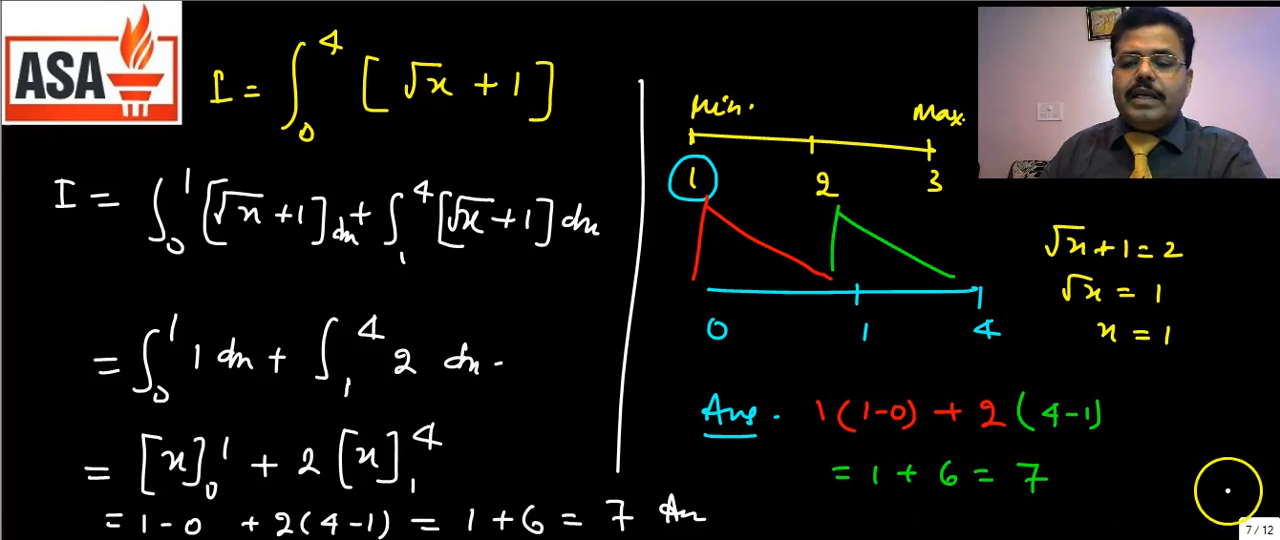 ASA
I = ∫₀⁴ [√x + 1]
I = ∫₀¹ [√x + 1] dx + ∫₁⁴ [√x + 1] dx
= ∫₀¹ 1 dx + ∫₁⁴ 2 dx.
= [x]₀¹ + 2 [x]₁⁴
= 1 - 0 + 2(4-1) = 1 + 6 = 7 An
Min. Max.
1 2 3
0 1 4
√x + 1 = 2
√x = 1
x = 1
Ans. 1(1-0) + 2(4-1)
= 1 + 6 = 7
7 / 12